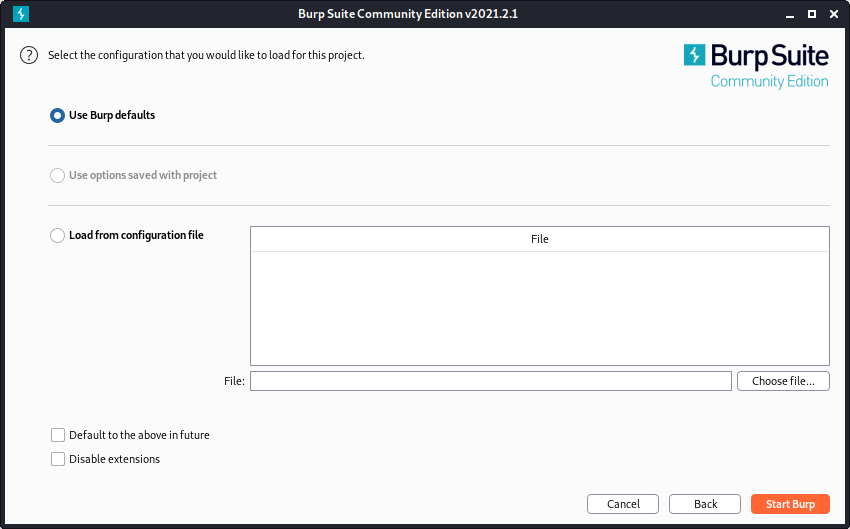 Burp Suite Community Edition v2021.2.1
? Select the configuration that you would like to load for this project.
Burp Suite
Community Edition
Use Burp defaults
Use options saved with project
Load from configuration file
File
File:
Choose file...
Default to the above in future
Disable extensions
Cancel Back Start Burp